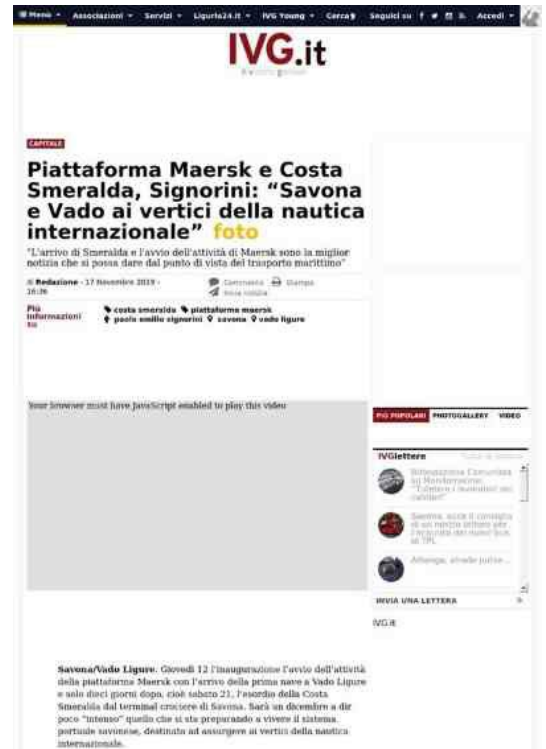 Menù Associazioni Servizi Liguria24.it IVG Young Cerca Seguici su Accedi
IVG.it
CAPITALE
Piattaforma Maersk e Costa
Smeralda, Signorini: “Savona
e Vado ai vertici della nautica
internazionale” foto
"L'arrivo di Smeralda e l'avvio dell'attività di Maersk sono la miglior
notizia che si possa dare dal punto di vista del trasporto marittimo"
di Redazione - 17 Novembre 2019 -
16:36
Commenta Stampa
Invia notizia
Più
informazioni
su
costa smeralda piattaforma maersk
paolo emilio signorini savona vado ligure
Your browser must have JavaScript enabled to play this video
PIÙ POPOLARI PHOTOGALLERY VIDEO
IVGlettere
INVIA UNA LETTERA
IVG.it
Savona/Vado Ligure. Giovedì 12 l'inaugurazione l'avvio dell'attività
della piattaforma Maersk con l'arrivo della prima nave a Vado Ligure
e solo dieci giorni dopo, cioè sabato 21, l'esordio della Costa
Smeralda dal terminal crociere di Savona. Sarà un dicembre a dir
poco "intenso" quello che si sta preparando a vivere il sistema
portuale savonese, destinato ad assurgere ai vertici della nautica
internazionale.